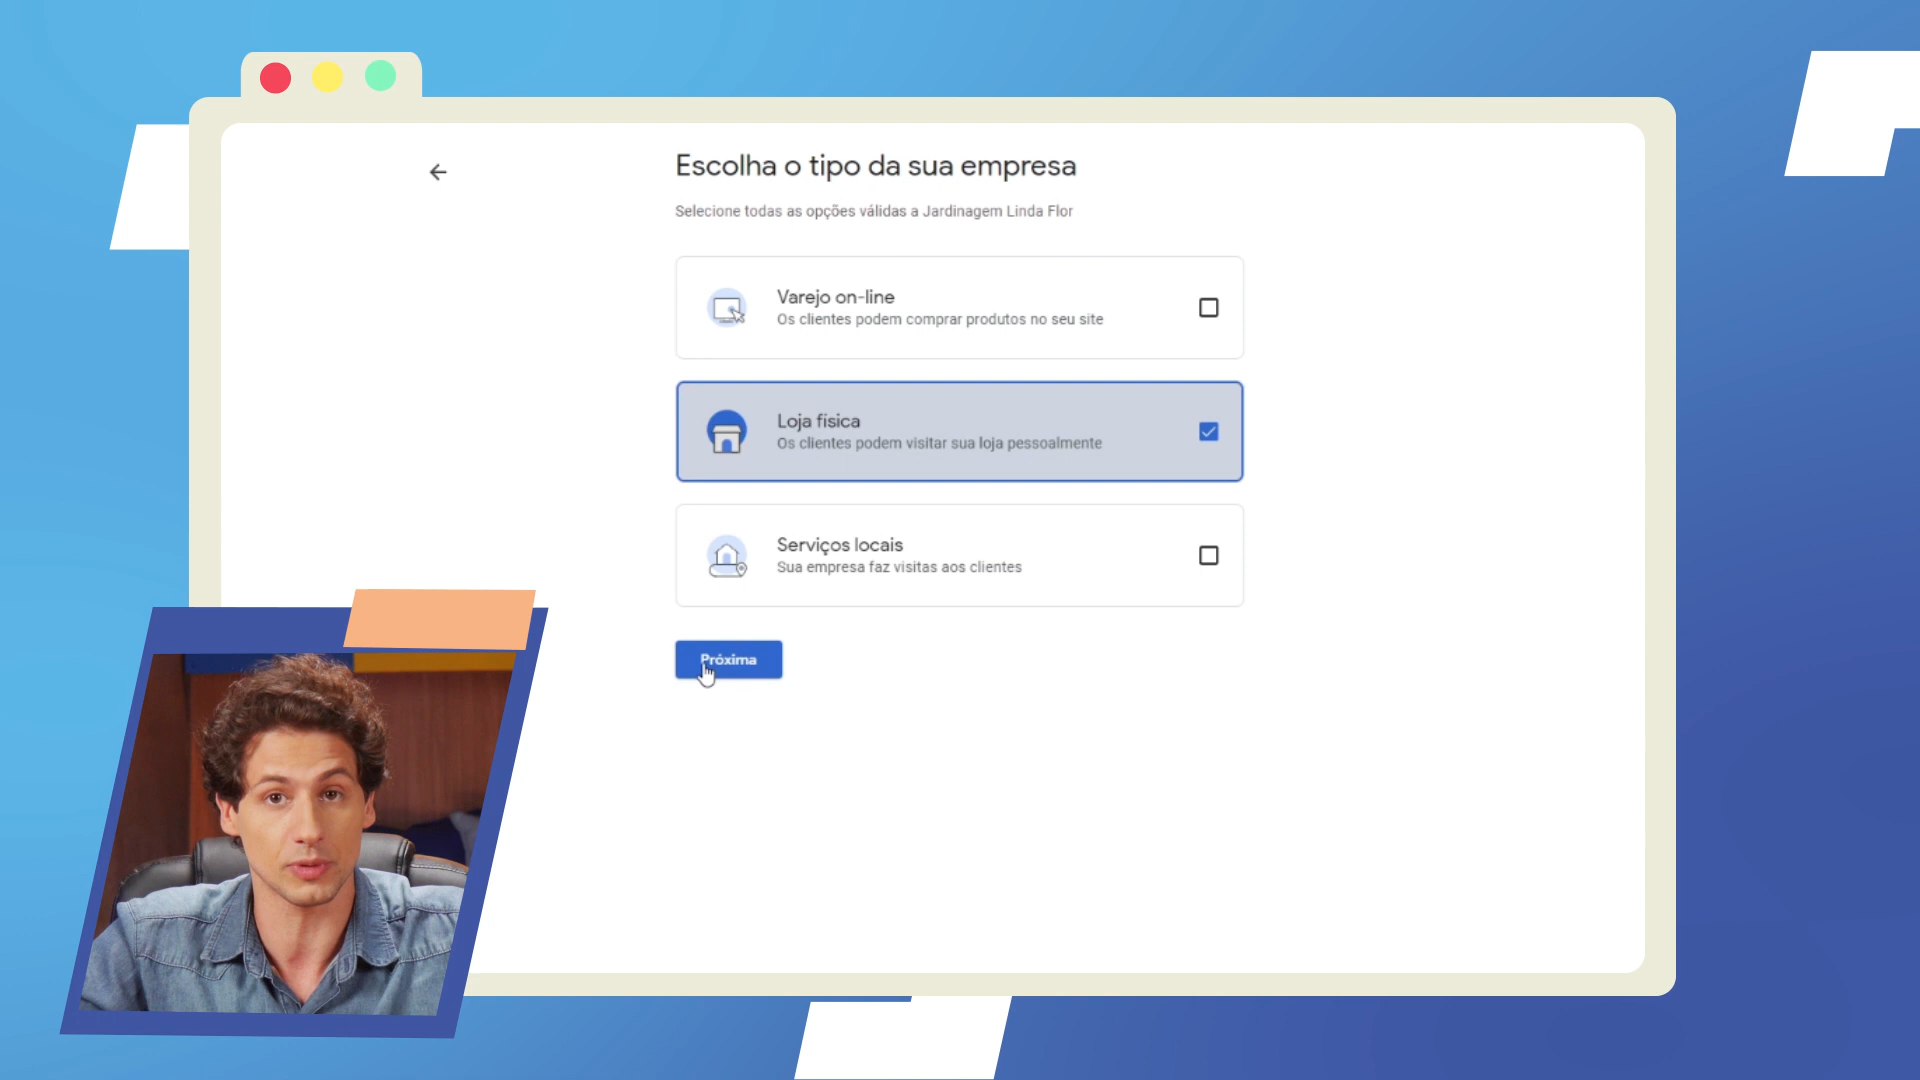 Escolha o tipo da sua empresa
Selecione todas as opções válidas a Jardinagem Linda Flor
Varejo on-line
Os clientes podem comprar produtos no seu site
Loja física
Os clientes podem visitar sua loja pessoalmente
Serviços locais
Sua empresa faz visitas aos clientes
Próxima